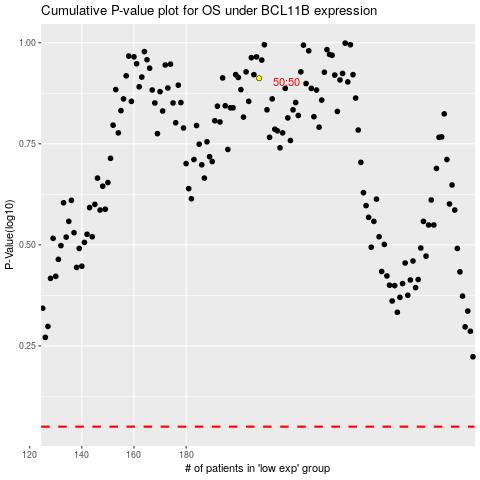 Cumulative P-value plot for OS under BCL11B expression
1.00
50:50
0.75
P-Value(log10)
0.50
0.25
120 140 160 180
# of patients in 'low exp' group